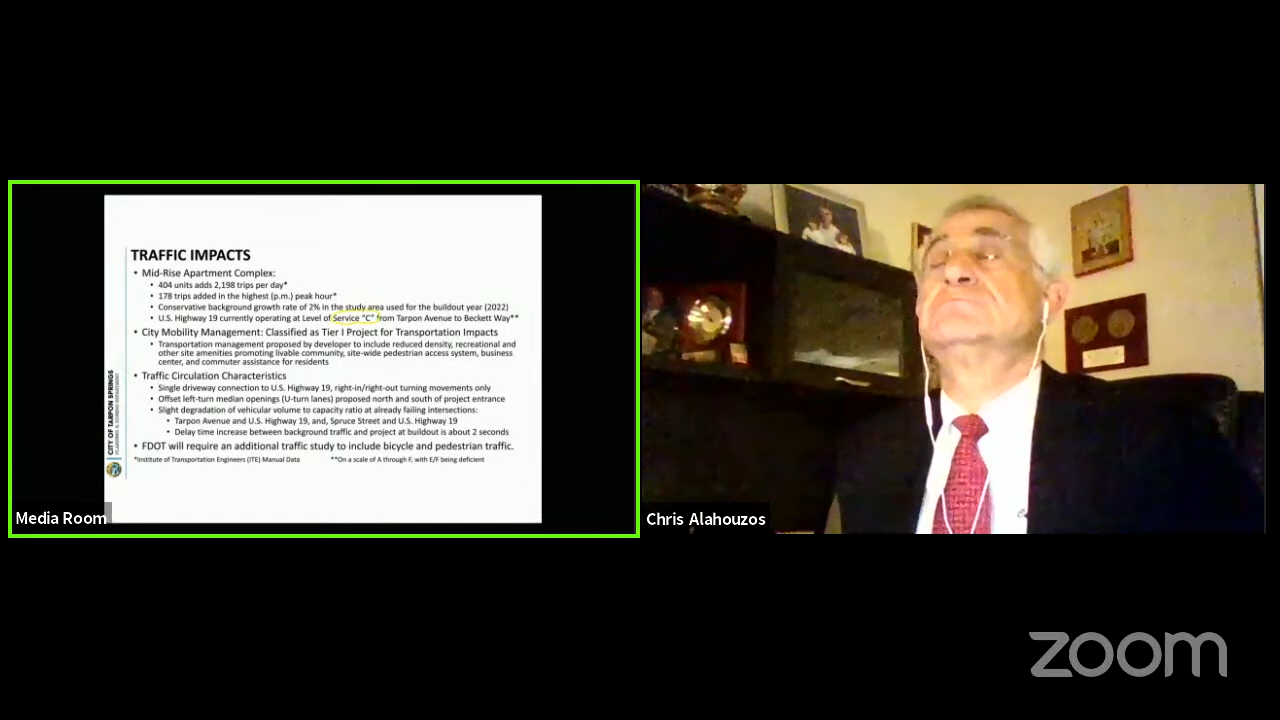 TRAFFIC IMPACTS
• Mid-Rise Apartment Complex:
• 404 units adds 2,198 trips per day*
• 178 trips added in the highest (p.m.) peak hour*
• Conservative background growth rate of 2% in the study area used for the buildout year (2022)
• U.S. Highway 19 currently operating at Level of Service "C" from Tarpon Avenue to Beckett Way**
• City Mobility Management: Classified as Tier I Project for Transportation Impacts
• Transportation management proposed by developer to include reduced density, recreational and
other site amenities promoting livable community, site-wide pedestrian access system, business
center, and commuter assistance for residents
• Traffic Circulation Characteristics
• Single driveway connection to U.S. Highway 19, right-in/right-out turning movements only
• Offset left-turn median openings (U-turn lanes) proposed north and south of project entrance
• Slight degradation of vehicular volume to capacity ratio at already failing intersections:
• Tarpon Avenue and U.S. Highway 19, and, Spruce Street and U.S. Highway 19
• Delay time increase between background traffic and project at buildout is about 2 seconds
• FDOT will require an additional traffic study to include bicycle and pedestrian traffic.
*Institute of Transportation Engineers (ITE) Manual Data **On a scale of A through F, with E/F being deficient
CITY OF TARPON SPRINGS
PLANNING & ZONING DEPARTMENT
Media Room
Chris Alahouzos
zoom